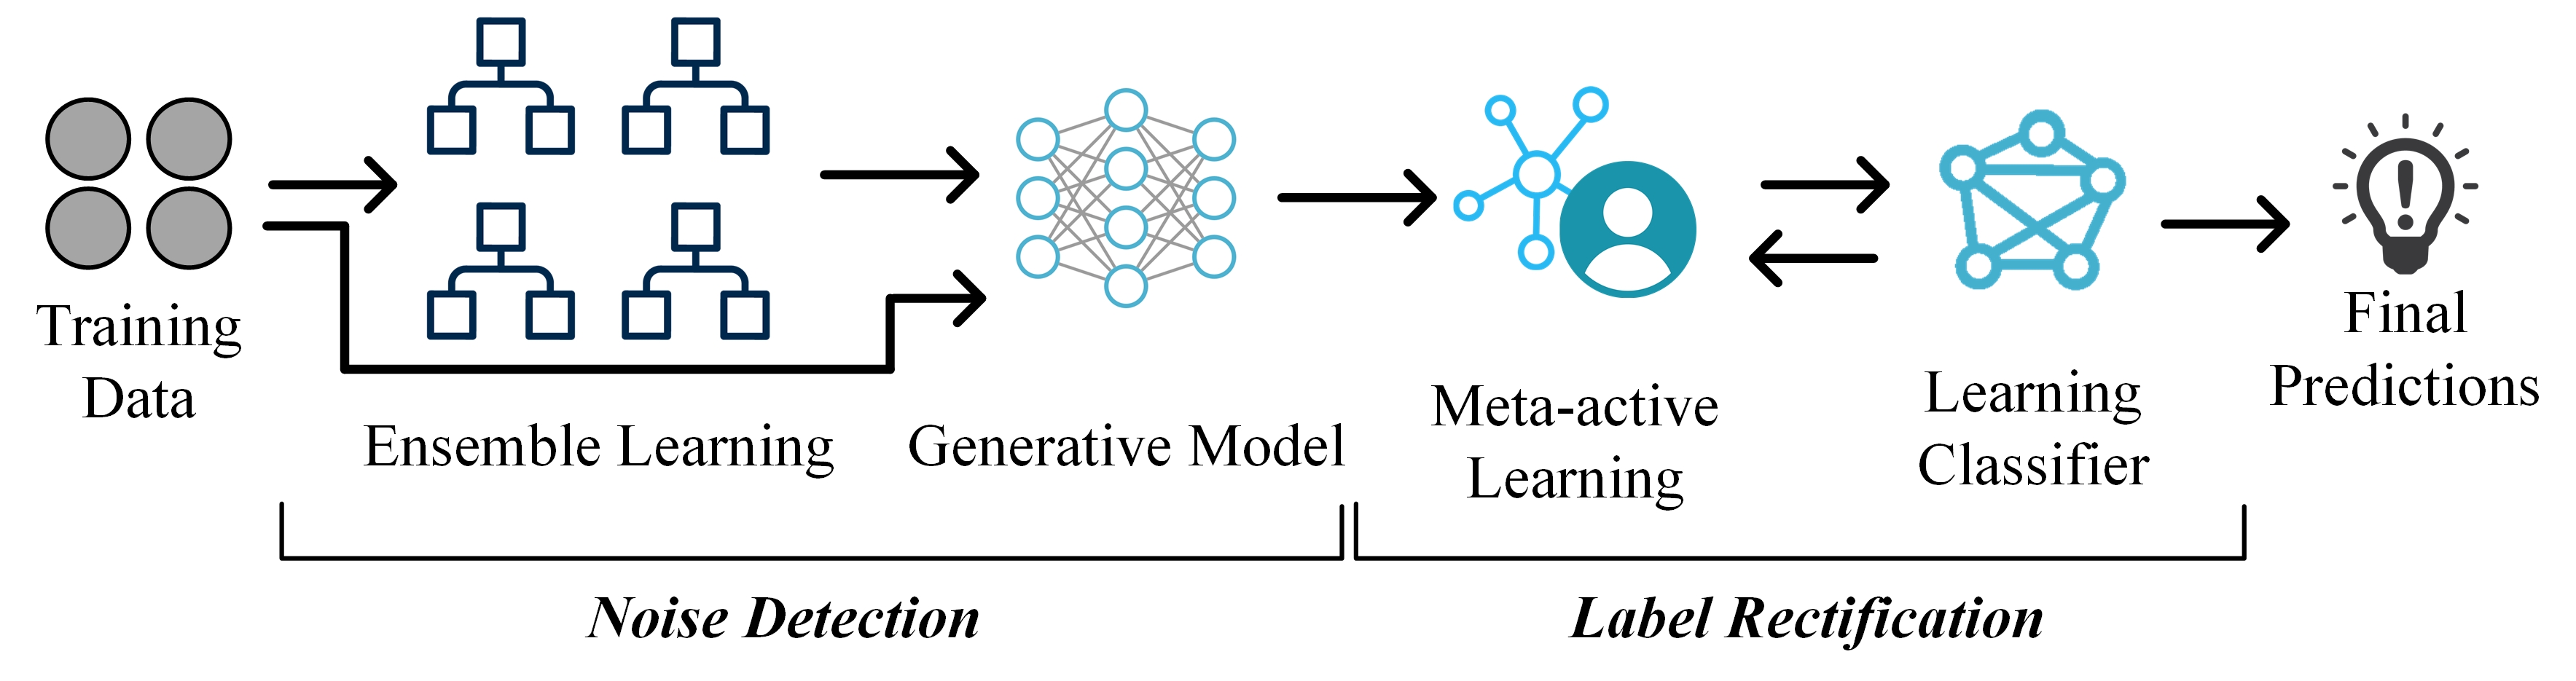 Training
Data
Ensemble Learning
Generative Model
Meta-active
Learning
Learning
Classifier
Final
Predictions
Noise Detection
Label Rectification